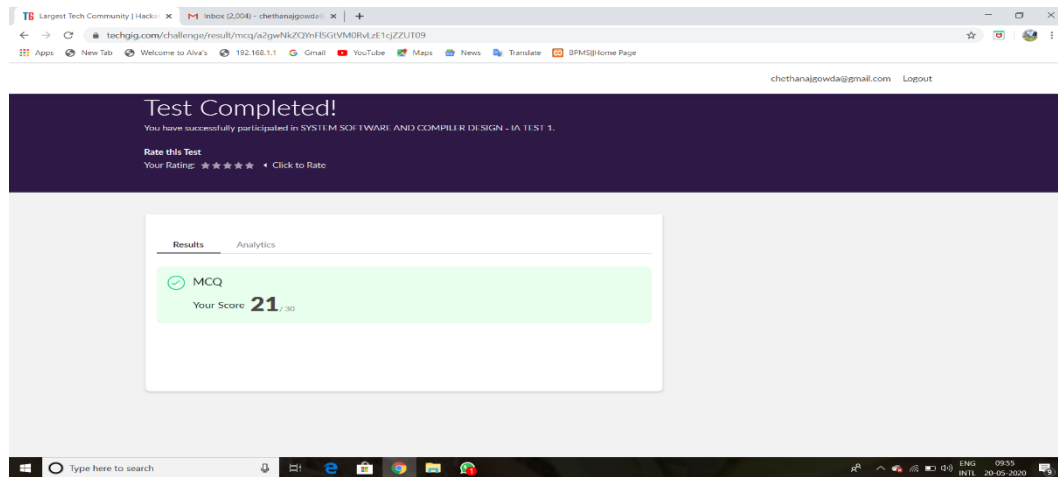 Largest Tech Community | Hacker
Inbox (2,004) - chethanajgowda@
techgig.com/challenge/result/mcq/a2gwNkZQYnFISGtVM0RvLzE1cjZZUT09
Apps New Tab Welcome to Alva's 192.168.1.1 Gmail YouTube Maps News Translate BPMS||Home Page
chethanajgowda@gmail.com Logout
Test Completed!
You have successfully participated in SYSTEM SOFTWARE AND COMPILER DESIGN - IA TEST 1.
Rate this Test
Your Rating: Click to Rate
Results Analytics
MCQ
Your Score 21 / 30
Type here to search
ENG 09:55
INTL 20-05-2020